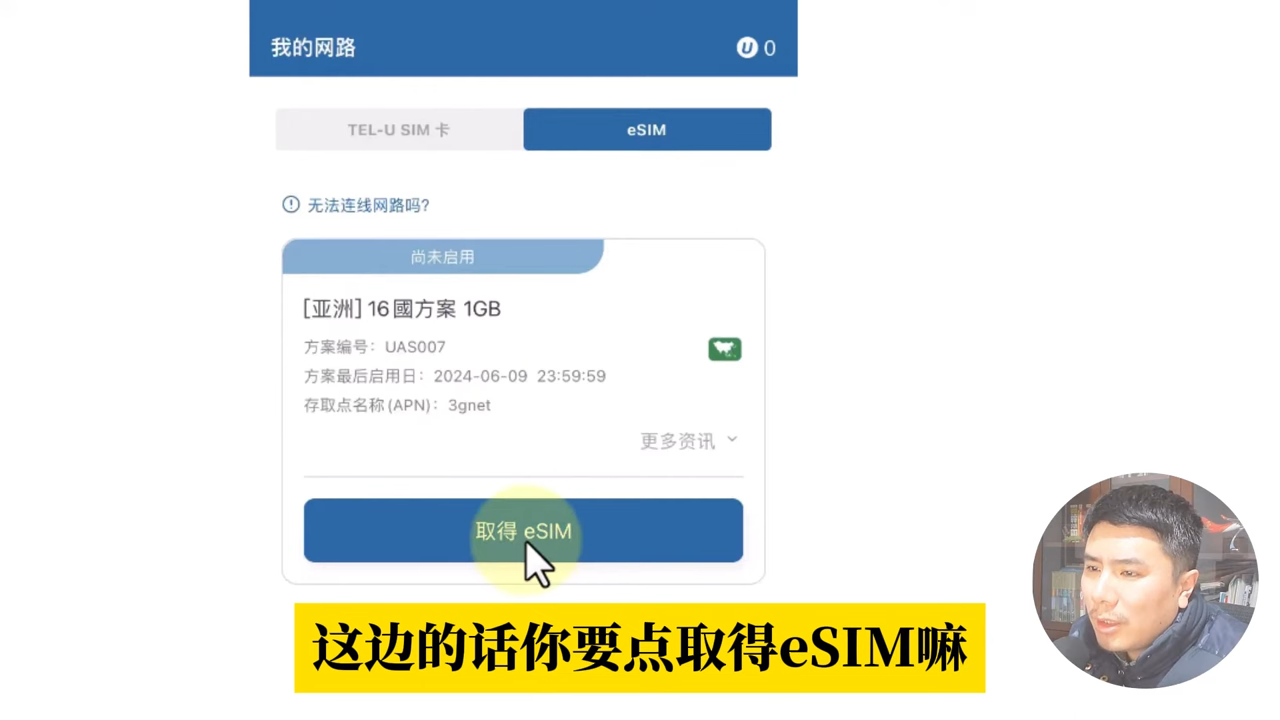 我的网路
U 0
TEL-U SIM 卡
eSIM
无法连线网路吗?
尚未启用
[亚洲] 16國方案 1GB
方案编号：UAS007
方案最后启用日：2024-06-09 23:59:59
存取点名称(APN)：3gnet
更多资讯
取得 eSIM
这边的话你要点取得eSIM嘛